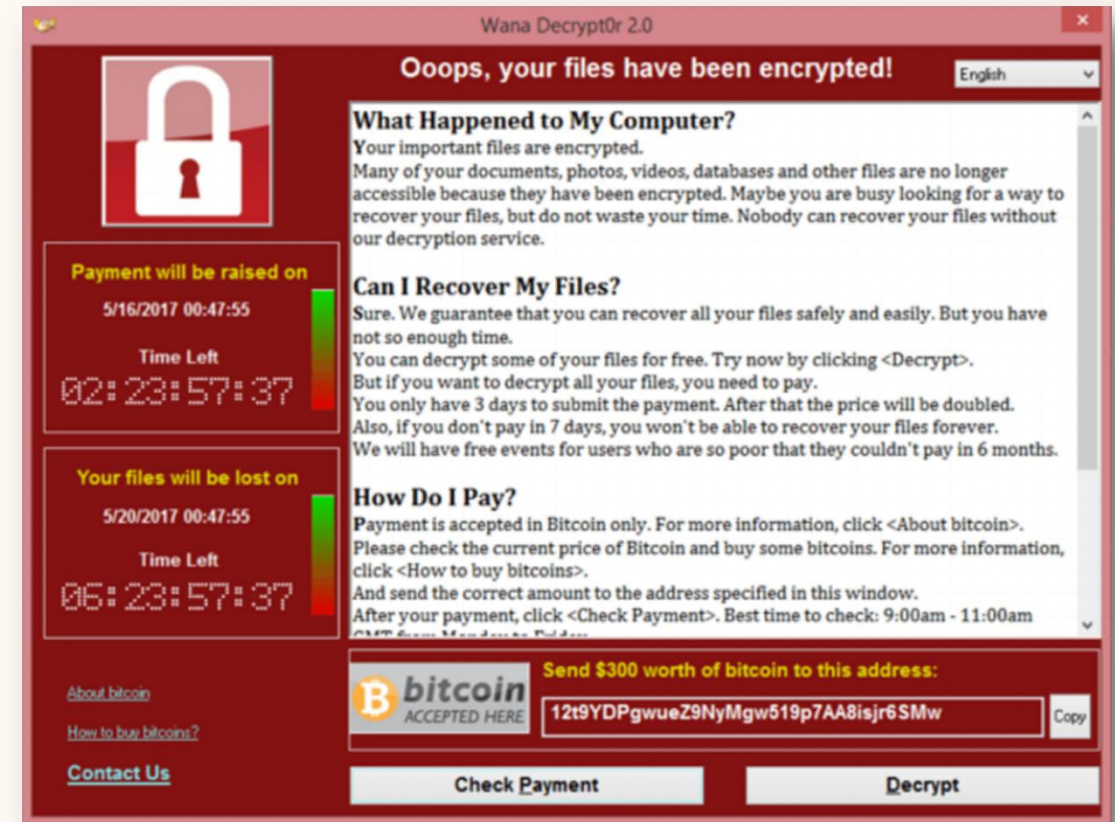 Wana Decrypt0r 2.0
Ooops, your files have been encrypted!
English
What Happened to My Computer?
Your important files are encrypted.
Many of your documents, photos, videos, databases and other files are no longer
accessible because they have been encrypted. Maybe you are busy looking for a way to
recover your files, but do not waste your time. Nobody can recover your files without
our decryption service.
Can I Recover My Files?
Sure. We guarantee that you can recover all your files safely and easily. But you have
not so enough time.
You can decrypt some of your files for free. Try now by clicking <Decrypt>.
But if you want to decrypt all your files, you need to pay.
You only have 3 days to submit the payment. After that the price will be doubled.
Also, if you don't pay in 7 days, you won't be able to recover your files forever.
We will have free events for users who are so poor that they couldn't pay in 6 months.
How Do I Pay?
Payment is accepted in Bitcoin only. For more information, click <About bitcoin>.
Please check the current price of Bitcoin and buy some bitcoins. For more information,
click <How to buy bitcoins>.
And send the correct amount to the address specified in this window.
After your payment, click <Check Payment>. Best time to check: 9:00am - 11:00am
GMT from Monday to Friday
Payment will be raised on
5/16/2017 00:47:55
Time Left
02:23:57:37
Your files will be lost on
5/20/2017 00:47:55
Time Left
06:23:57:37
About bitcoin
How to buy bitcoins?
Contact Us
bitcoin
ACCEPTED HERE
Send $300 worth of bitcoin to this address:
12t9YDPgwueZ9NyMgw519p7AA8isjr6SMw
Copy
Check Payment
Decrypt